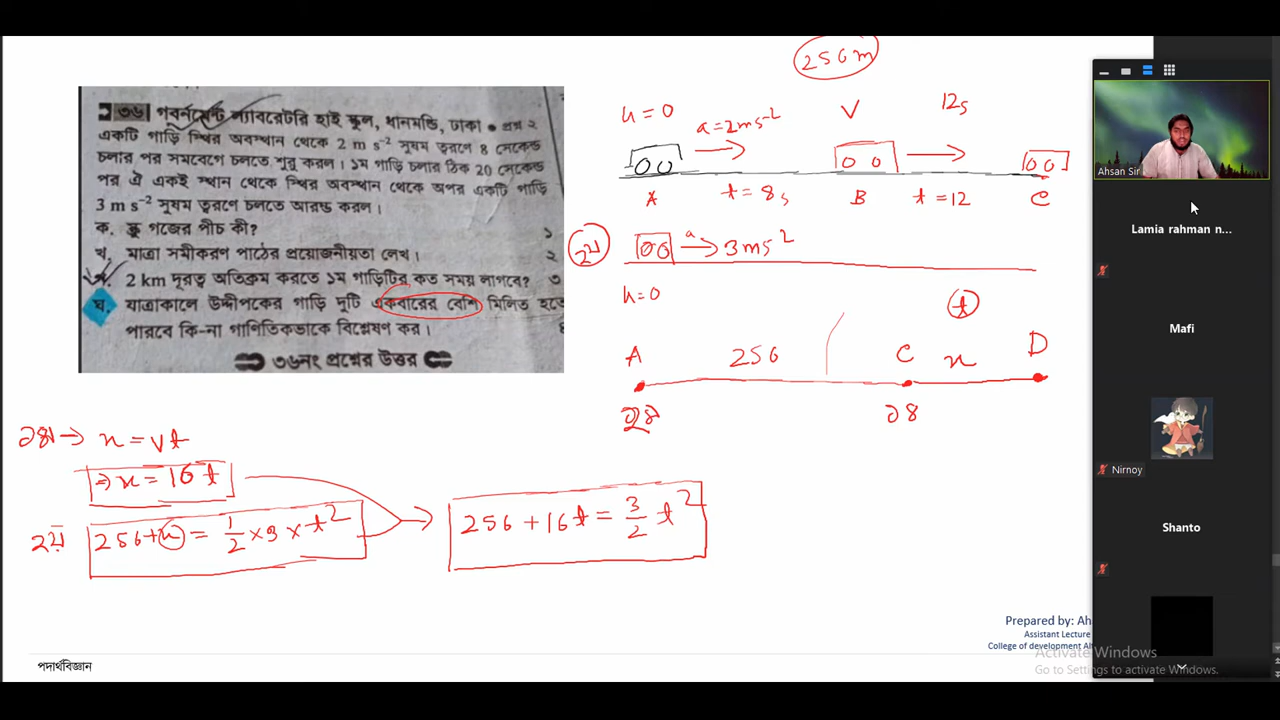 256m
৩৬ গবর্নমেন্ট ল্যাবরেটরি হাই স্কুল, ধানমন্ডি, ঢাকা • প্রশ্ন ২
একটি গাড়ি স্থির অবস্থান থেকে 2 m s⁻² সুষম ত্বরণে 8 সেকেন্ড
চলার পর সমবেগে চলতে শুরু করল। ১ম গাড়ি চলার ঠিক 20 সেকেন্ড
পর ঐ একই স্থান থেকে স্থির অবস্থান থেকে অপর একটি গাড়ি
3 m s⁻² সুষম ত্বরণে চলতে আরম্ভ করল।
ক. স্ক্রু গজের পীচ কী? ১
খ. যাত্রা সমীকরণ পাঠের প্রয়োজনীয়তা লেখ। ২
2 km দূরত্ব অতিক্রম করতে ১ম গাড়িটির কত সময় লাগবে? ৩
ঘ. যাত্রাকালে উদ্দীপকের গাড়ি দুটি একবারের বেশি মিলিত হতে
পারবে কি-না গাণিতিকভাবে বিশ্লেষণ কর।
৩৬নং প্রশ্নের উত্তর
u=0 a=2ms⁻² V 12s
A t=8s B t=12 C
২য় a 3ms²
u=0
t
A 256 C x D
x = vt
⇒ x = 16t
২য় 256+x = 1/2 ×3× t²
256 + 16t = 3/2 t²
Ahsan Sir
Lamia rahman n...
Mafi
Nirnoy
Shanto
Prepared by: Ah
Assistant Lecture
College of development Al
Activate Windows
Go to Settings to activate Windows.
পদার্থবিজ্ঞান